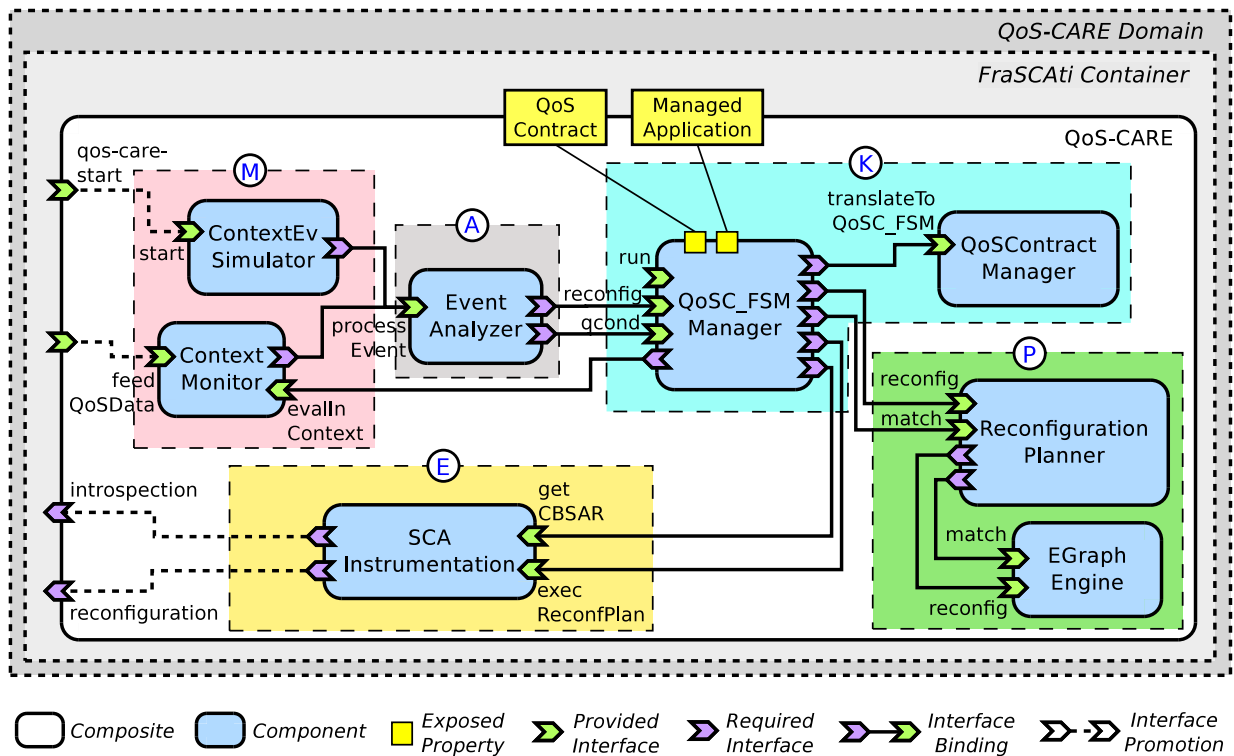 QoS-CARE Domain
FraSCAti Container
QoS
Contract
Managed
Application
QoS-CARE
qos-care-
start
M
K
translateTo
QoSC_FSM
start
ContextEv
Simulator
A
run
QoSContract
Manager
Event
Analyzer
reconfig
qcond
QoSC_FSM
Manager
process
Event
feed
QoSData
Context
Monitor
evalIn
Context
P
reconfig
match
Reconfiguration
Planner
E
introspection
get
CBSAR
SCA
Instrumentation
exec
ReconfPlan
reconfiguration
match
EGraph
Engine
reconfig
Composite
Component
Exposed
Property
Provided
Interface
Required
Interface
Interface
Binding
Interface
Promotion